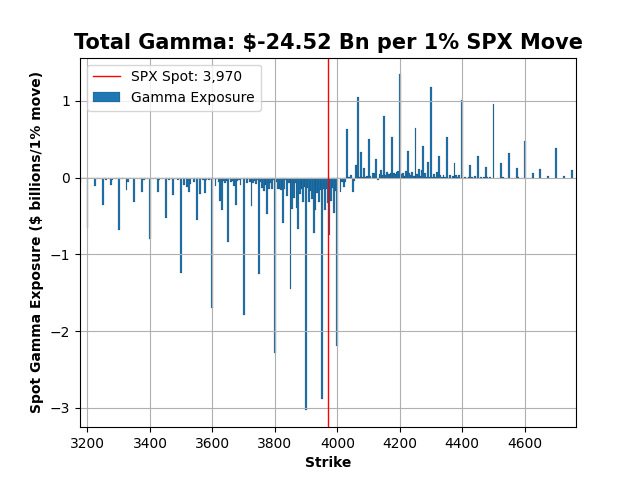 Total Gamma: $-24.52 Bn per 1% SPX Move
SPX Spot: 3,970
Gamma Exposure
Spot Gamma Exposure ($ billions/1% move)
1
0
−1
−2
−3
3200 3400 3600 3800 4000 4200 4400 4600
Strike